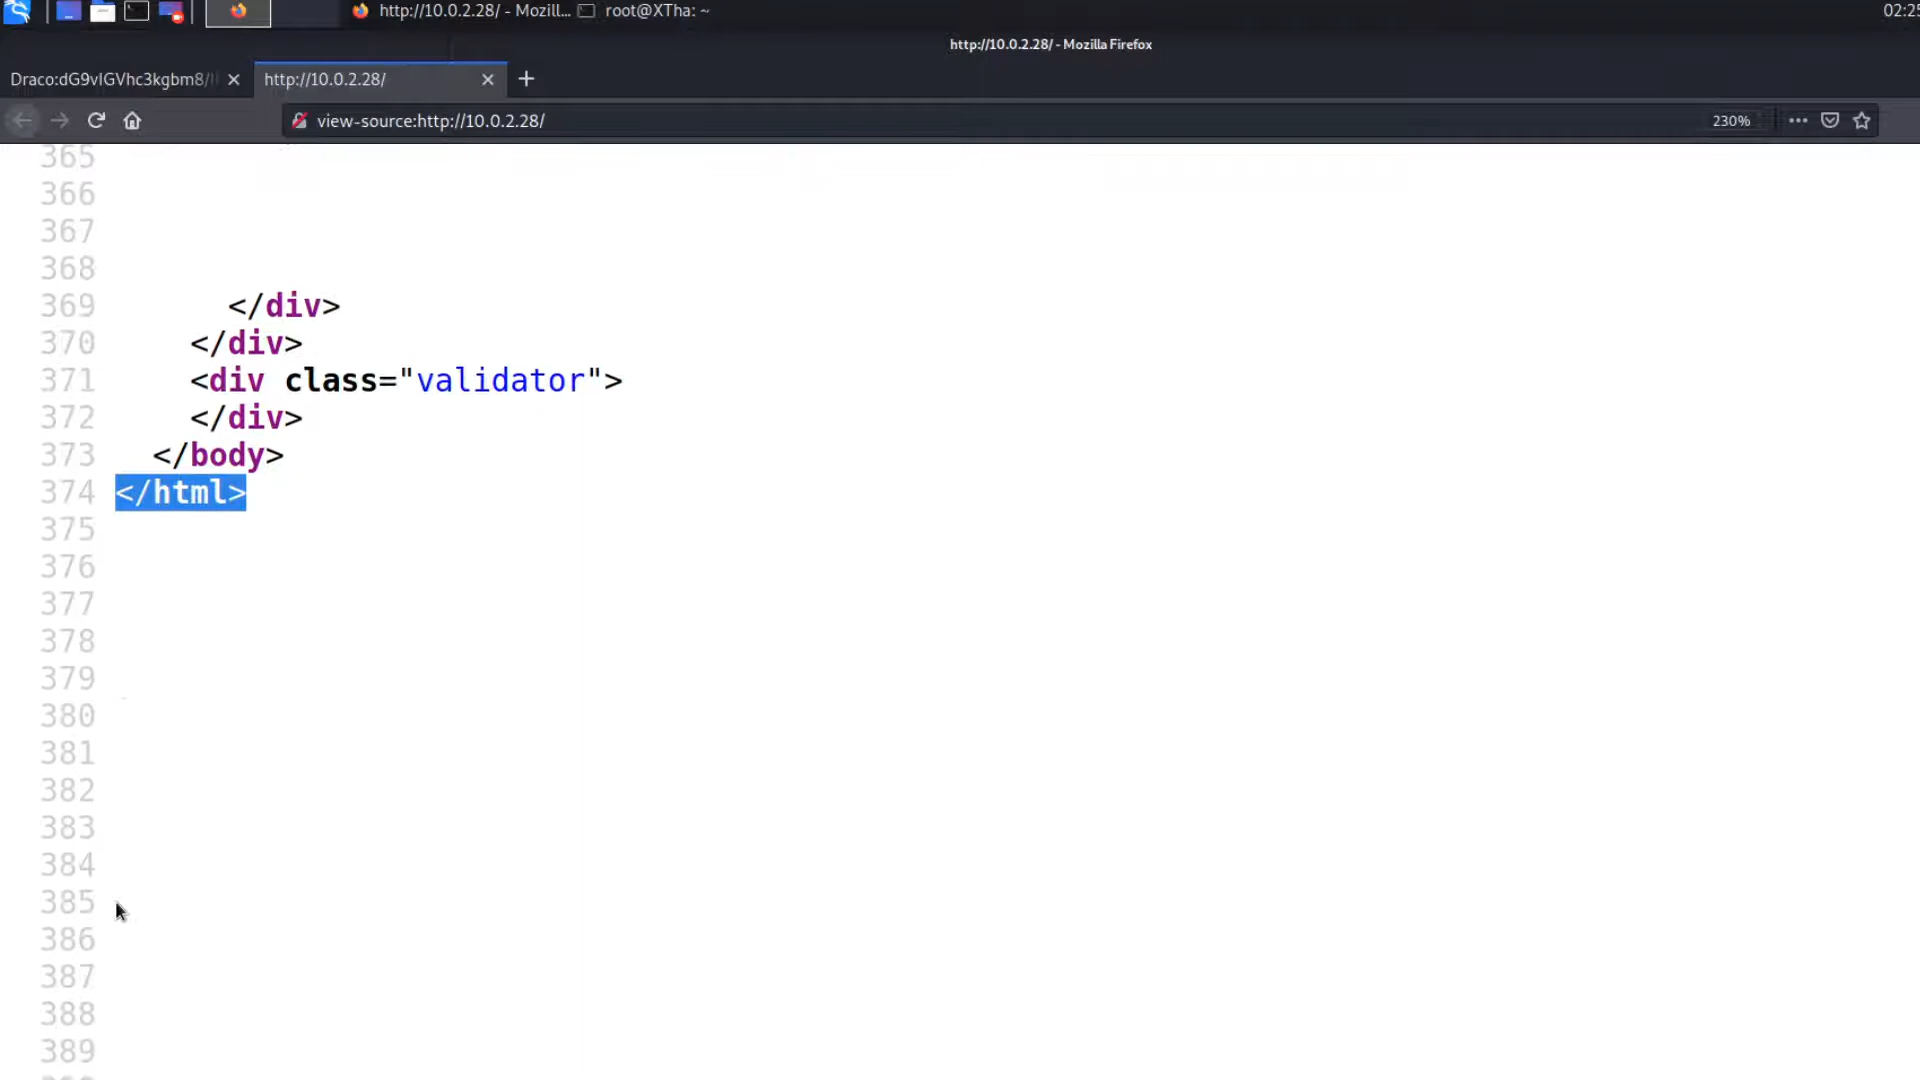 http://10.0.2.28/ - Mozill... root@XTha: ~ 02:25
http://10.0.2.28/ - Mozilla Firefox
http://10.0.2.28/
view-source:http://10.0.2.28/ 230%
365
366
367
368
369 </div>
370 </div>
371 <div class="validator">
372 </div>
373 </body>
374 </html>
375
376
377
378
379
380
381
382
383
384
385
386
387
388
389